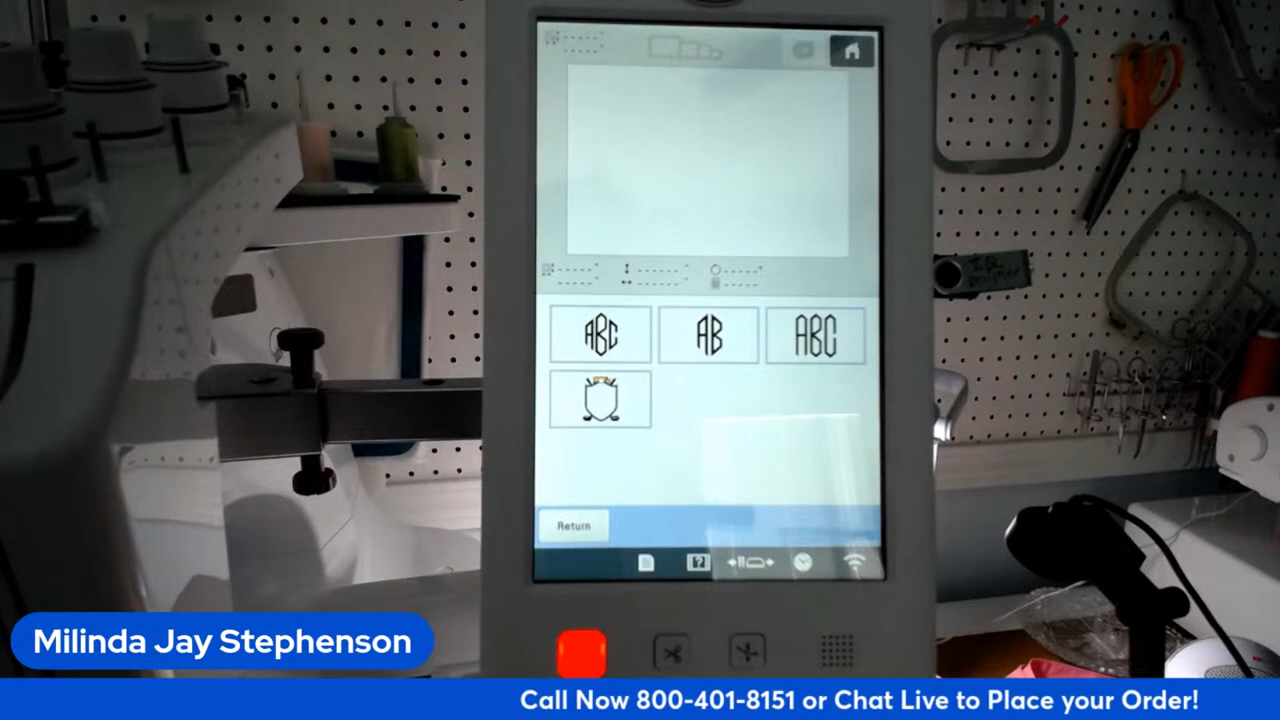 ABC
AB
ABC
Return
Milinda Jay Stephenson
Call Now 800-401-8151 or Chat Live to Place your Order!